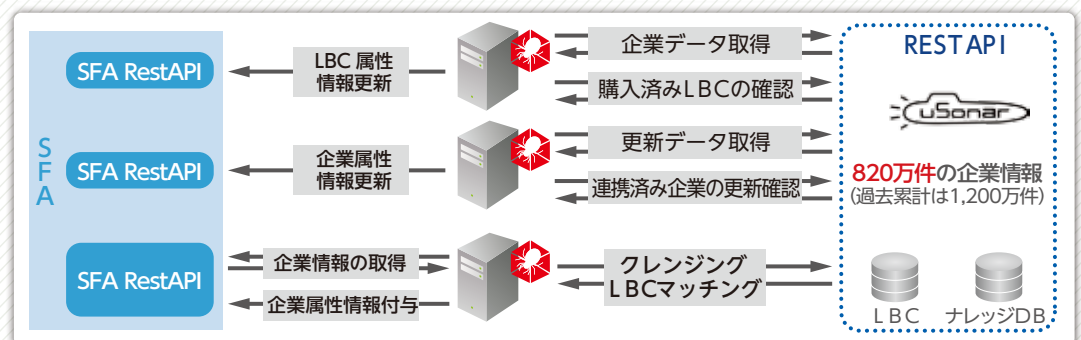 SFA
SFA RestAPI
LBC 属性
情報更新
企業データ取得
購入済みLBCの確認
SFA RestAPI
企業属性
情報更新
更新データ取得
連携済み企業の更新確認
SFA RestAPI
企業情報の取得
企業属性情報付与
クレンジング
LBCマッチング
REST API
uSonar
820万件の企業情報
(過去累計は1,200万件)
LBC
ナレッジDB